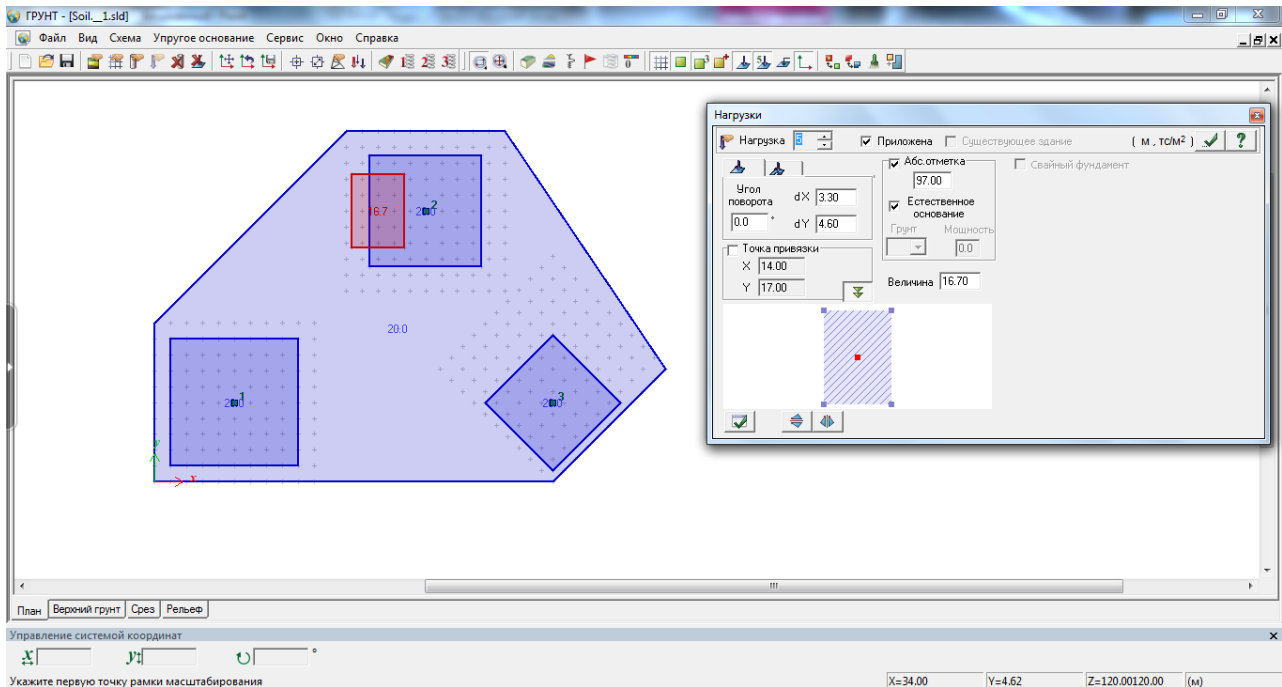 ГРУНТ - [Soil.__1.sld]
Файл Вид Схема Упругое основание Сервис Окно Справка
Нагрузки
Нагрузка 5 Приложена Существующее здание ( м , тс/м² ) ?
Угол поворота
0.0 °
dX 3.30
dY 4.60
Абс.отметка
97.00
Естественное основание
Грунт Мощность
0.0
Свайный фундамент
Точка привязки
X 14.00
Y 17.00
Величина 16.70
16.7
2
20.0
1
3
y
x
План Верхний грунт Срез Рельеф
Управление системой координат
x y °
Укажите первую точку рамки масштабирования X=34.00 Y=4.62 Z=120.00120.00 (м)